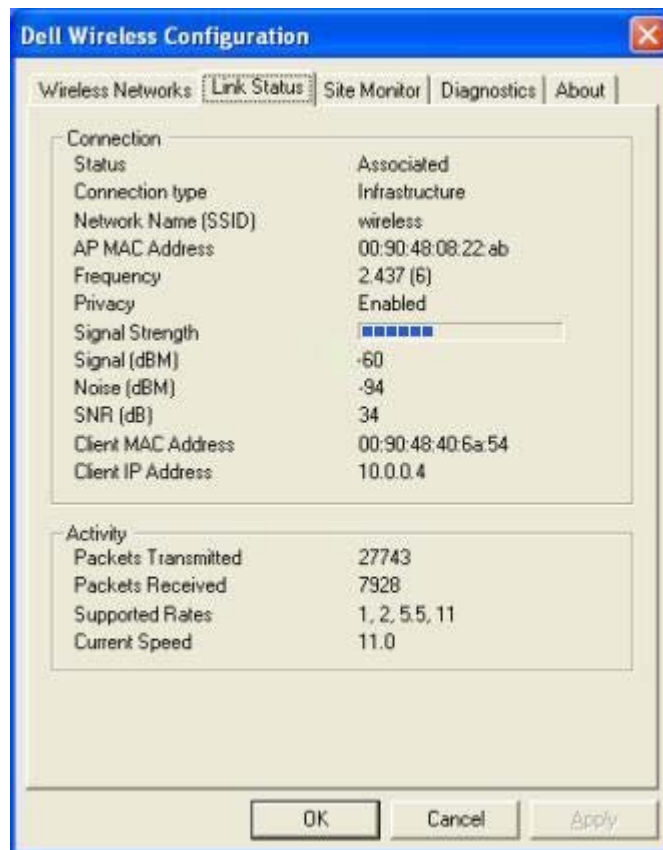 Dell Wireless Configuration
Wireless Networks Link Status Site Monitor Diagnostics About
Connection
Status Associated
Connection type Infrastructure
Network Name (SSID) wireless
AP MAC Address 00:90:48:08:22:ab
Frequency 2.437 (6)
Privacy Enabled
Signal Strength
Signal (dBM) -60
Noise (dBM) -94
SNR (dB) 34
Client MAC Address 00:90:48:40:6a:54
Client IP Address 10.0.0.4
Activity
Packets Transmitted 27743
Packets Received 7928
Supported Rates 1, 2, 5.5, 11
Current Speed 11.0
OK Cancel Apply